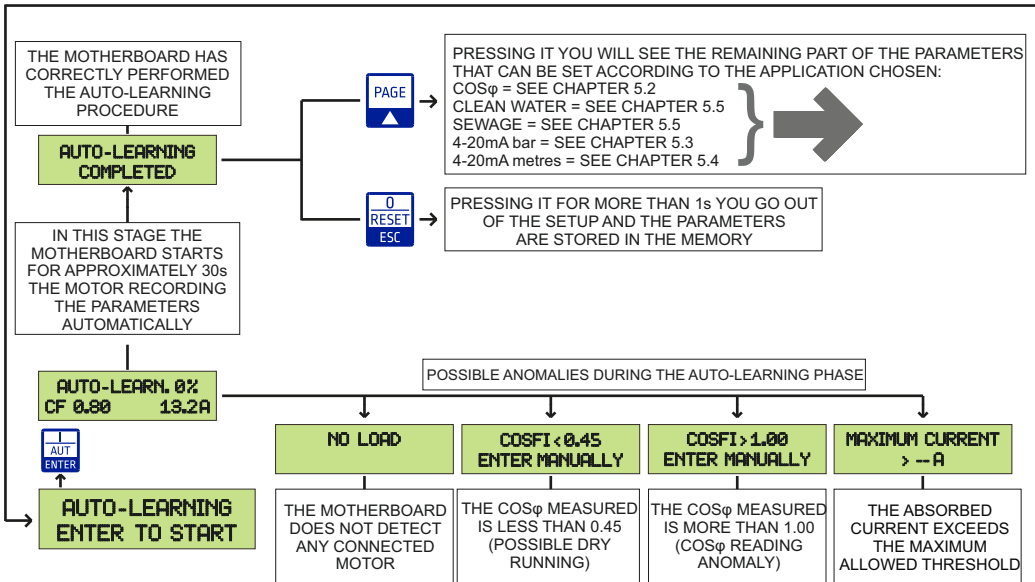 THE MOTHERBOARD HAS
CORRECTLY PERFORMED
THE AUTO-LEARNING
PROCEDURE
AUTO-LEARNING
COMPLETED
IN THIS STAGE THE
MOTHERBOARD STARTS
FOR APPROXIMATELY 30s
THE MOTOR RECORDING
THE PARAMETERS
AUTOMATICALLY
AUTO-LEARN. 0%
CF 0.80 13.2A
I
AUT
ENTER
AUTO-LEARNING
ENTER TO START
PAGE
PRESSING IT YOU WILL SEE THE REMAINING PART OF THE PARAMETERS
THAT CAN BE SET ACCORDING TO THE APPLICATION CHOSEN:
COSφ = SEE CHAPTER 5.2
CLEAN WATER = SEE CHAPTER 5.5
SEWAGE = SEE CHAPTER 5.5
4-20mA bar = SEE CHAPTER 5.3
4-20mA metres = SEE CHAPTER 5.4
0
RESET
ESC
PRESSING IT FOR MORE THAN 1s YOU GO OUT
OF THE SETUP AND THE PARAMETERS
ARE STORED IN THE MEMORY
POSSIBLE ANOMALIES DURING THE AUTO-LEARNING PHASE
NO LOAD
THE MOTHERBOARD
DOES NOT DETECT
ANY CONNECTED
MOTOR
COSFI<0.45
ENTER MANUALLY
THE COSφ MEASURED
IS LESS THAN 0.45
(POSSIBLE DRY
RUNNING)
COSFI>1.00
ENTER MANUALLY
THE COSφ MEASURED
IS MORE THAN 1.00
(COSφ READING
ANOMALY)
MAXIMUM CURRENT
> -- A
THE ABSORBED
CURRENT EXCEEDS
THE MAXIMUM
ALLOWED THRESHOLD